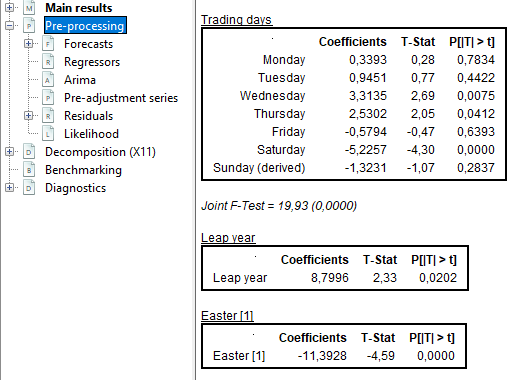 Main results
Pre-processing
Forecasts
Regressors
Arima
Pre-adjustment series
Residuals
Likelihood
Decomposition (X11)
Benchmarking
Diagnostics
Trading days
Coefficients T-Stat P[|T| > t]
Monday 0,3393 0,28 0,7834
Tuesday 0,9451 0,77 0,4422
Wednesday 3,3135 2,69 0,0075
Thursday 2,5302 2,05 0,0412
Friday -0,5794 -0,47 0,6393
Saturday -5,2257 -4,30 0,0000
Sunday (derived) -1,3231 -1,07 0,2837
Joint F-Test = 19,93 (0,0000)
Leap year
Coefficients T-Stat P[|T| > t]
Leap year 8,7996 2,33 0,0202
Easter [1]
Coefficients T-Stat P[|T| > t]
Easter [1] -11,3928 -4,59 0,0000